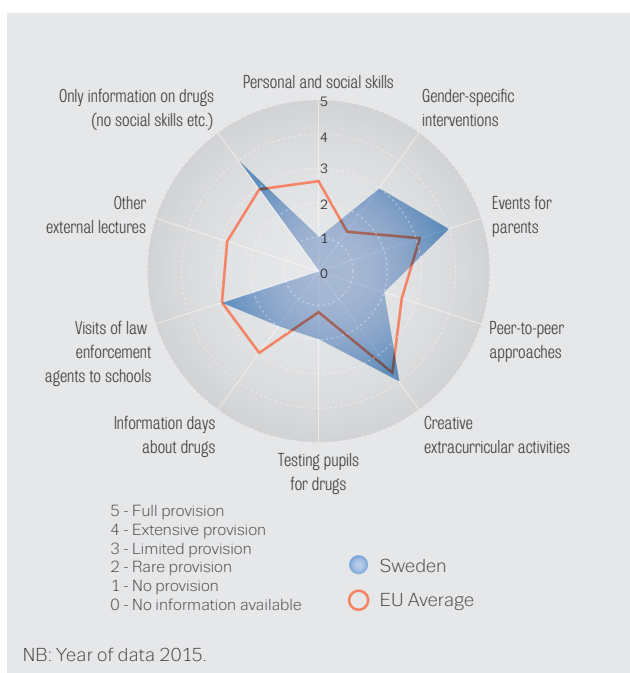 Personal and social skills
Gender-specific
interventions
Events for
parents
Peer-to-peer
approaches
Creative
extracurricular activities
Testing pupils
for drugs
Information days
about drugs
Visits of law
enforcement
agents to schools
Other
external lectures
Only information on drugs
(no social skills etc.)
5
4
3
2
1
0
5 - Full provision
4 - Extensive provision
3 - Limited provision
2 - Rare provision
1 - No provision
0 - No information available
Sweden
EU Average
NB: Year of data 2015.